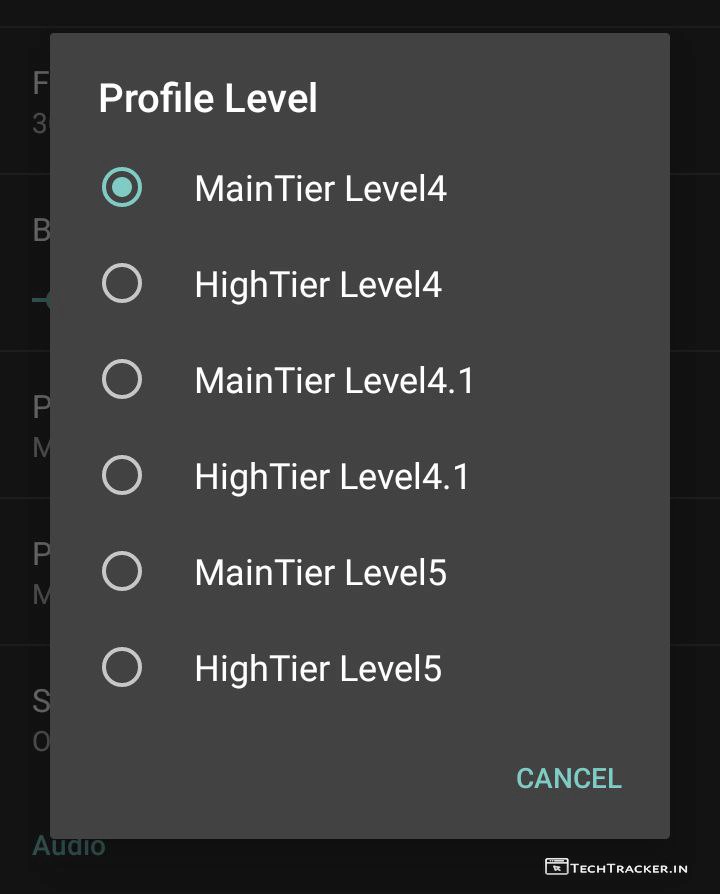 Profile Level
MainTier Level4
HighTier Level4
MainTier Level4.1
HighTier Level4.1
MainTier Level5
HighTier Level5
CANCEL
Audio
TECHTRACKER.IN